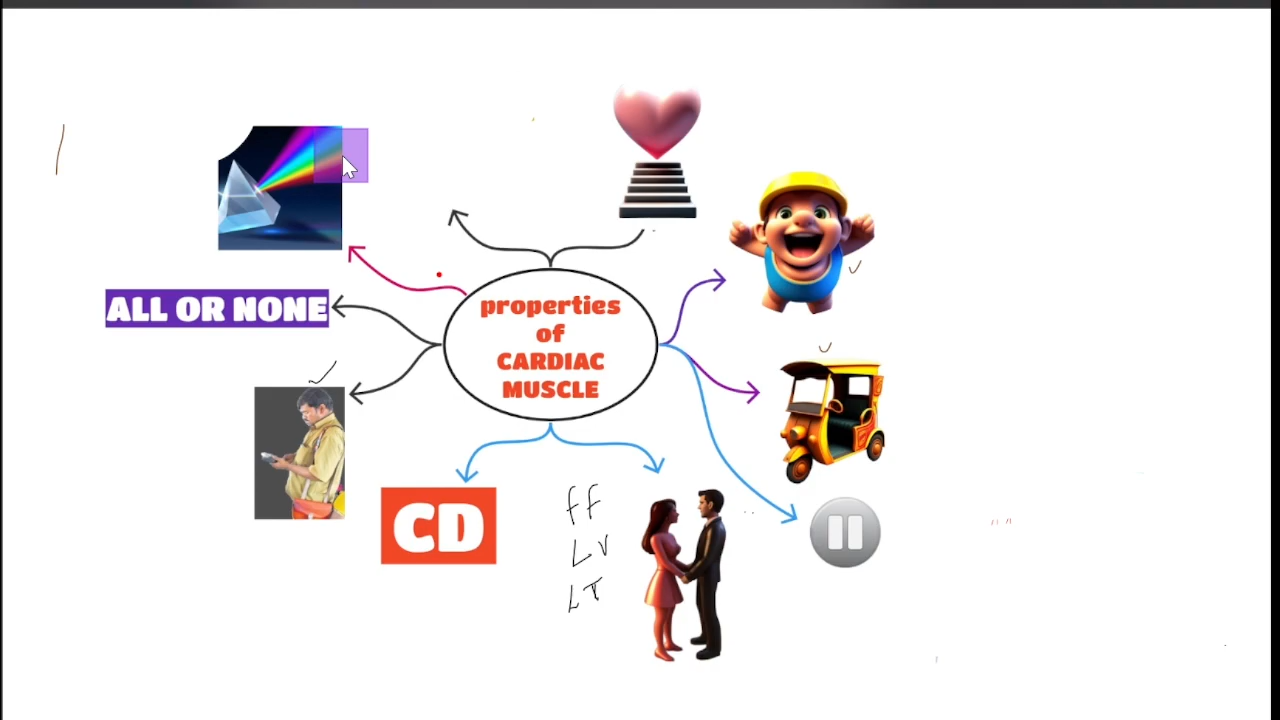 properties
of
CARDIAC
MUSCLE
ALL OR NONE
CD
ff
LV
LT